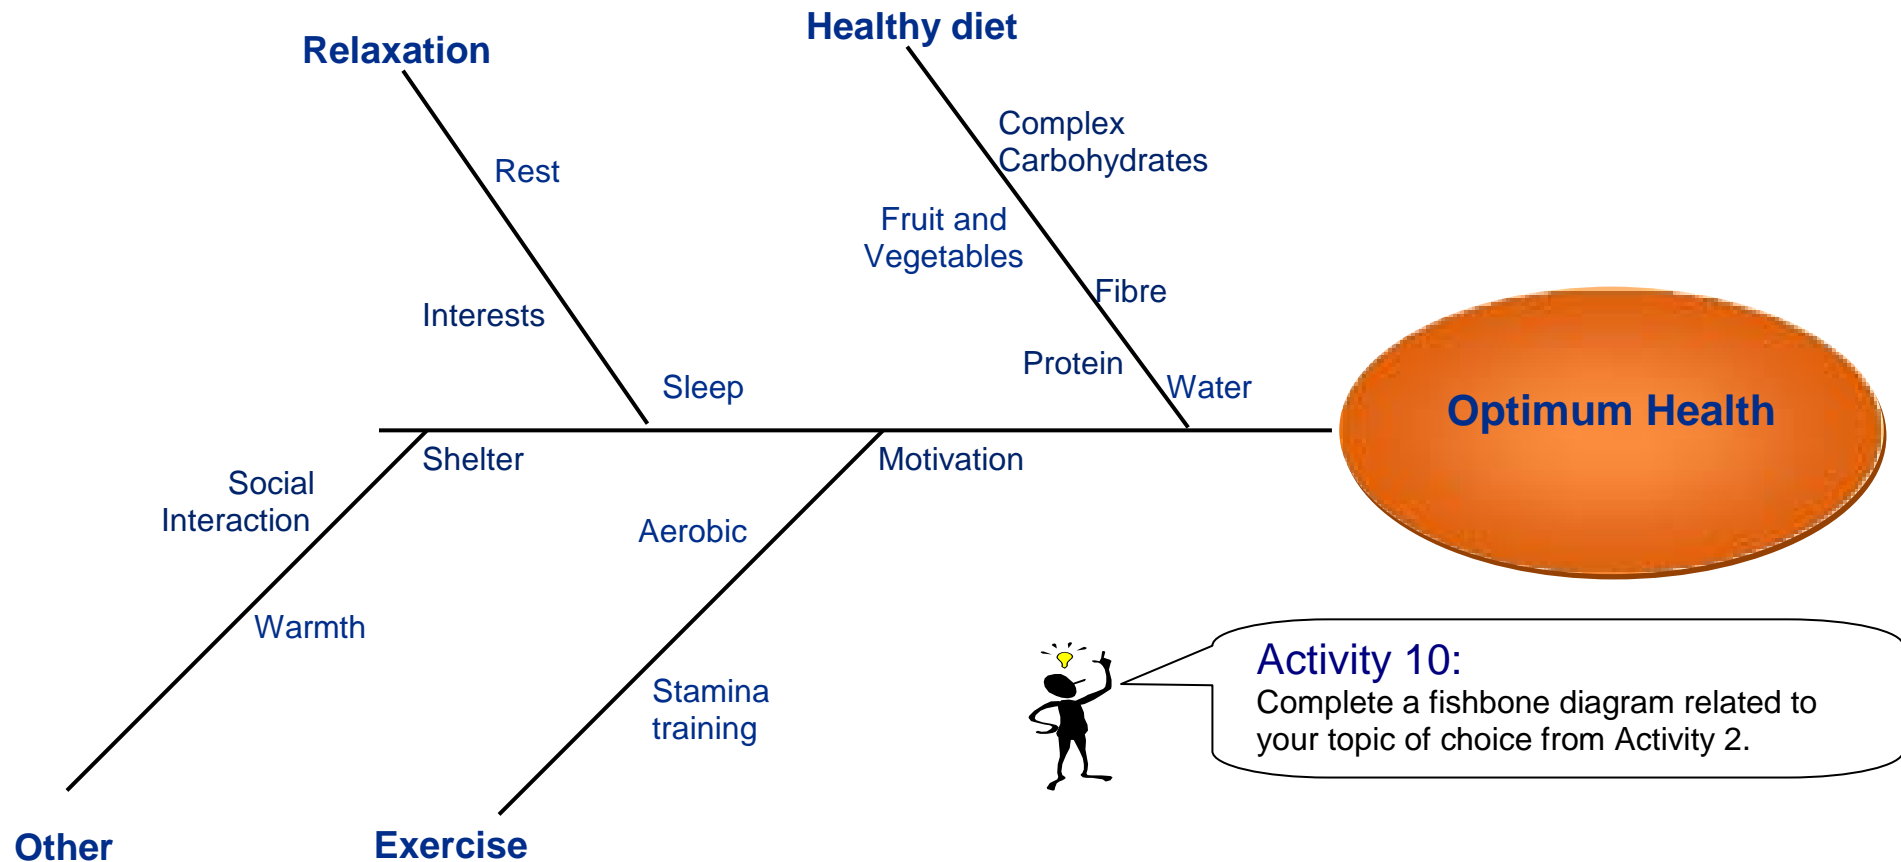 Healthy diet
Relaxation
Complex
Carbohydrates
Rest
Fruit and
Vegetables
Fibre
Interests
Protein
Sleep
Water
Optimum Health
Shelter
Motivation
Social
Interaction
Aerobic
Warmth
Stamina
training
Activity 10:
Complete a fishbone diagram related to
your topic of choice from Activity 2.
Other
Exercise